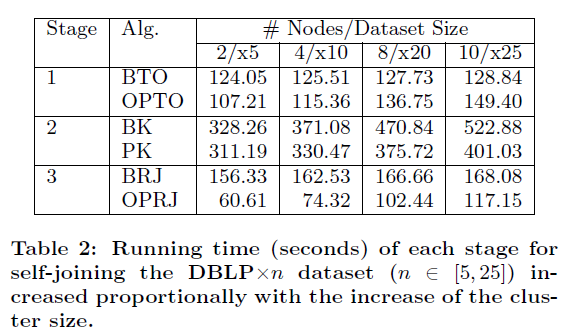 Stage Alg. # Nodes/Dataset Size
2/x5 4/x10 8/x20 10/x25
1 BTO 124.05 125.51 127.73 128.84
OPTO 107.21 115.36 136.75 149.40
2 BK 328.26 371.08 470.84 522.88
PK 311.19 330.47 375.72 401.03
3 BRJ 156.33 162.53 166.66 168.08
OPRJ 60.61 74.32 102.44 117.15
Table 2: Running time (seconds) of each stage for
self-joining the DBLP×n dataset (n ∈ [5, 25]) in-
creased proportionally with the increase of the clus-
ter size.